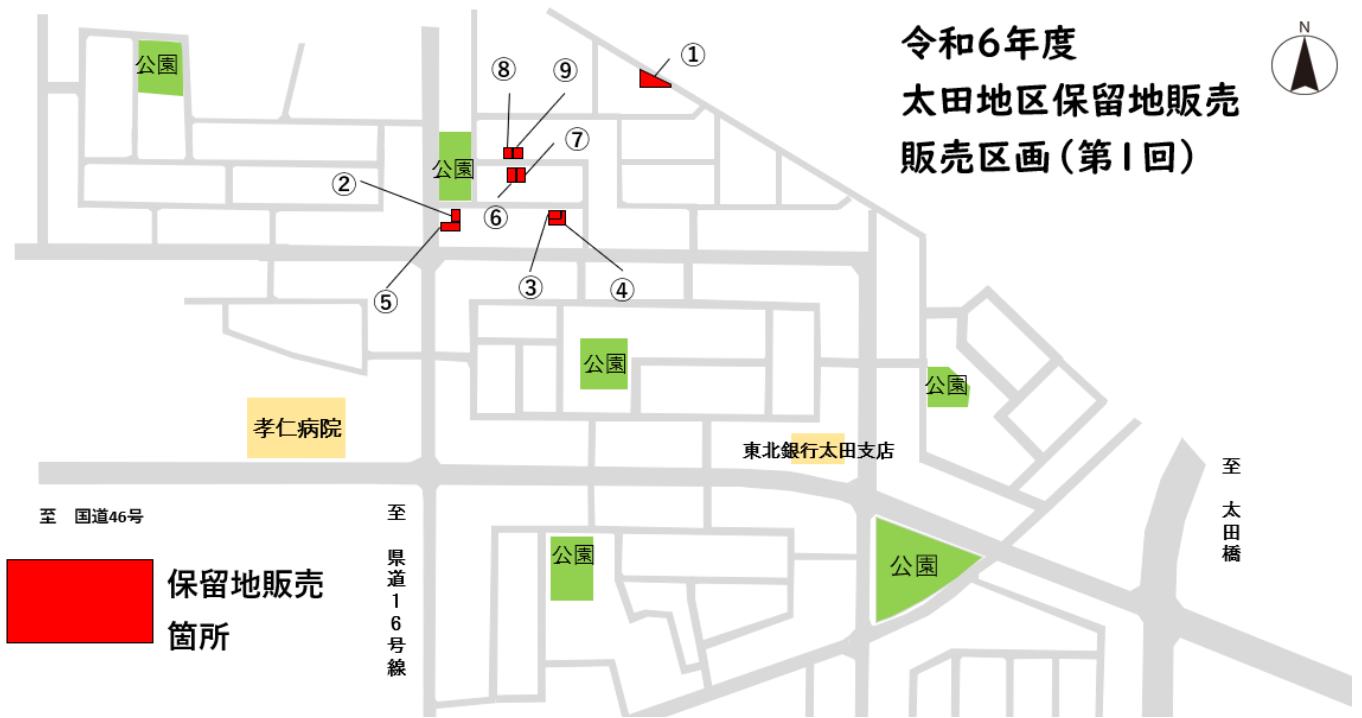 令和6年度
太田地区保留地販売
販売区画(第1回)
N
公園
①
⑧
⑨
⑦
公園
②
⑥
⑤
③
④
公園
公園
孝仁病院
東北銀行太田支店
至 国道46号
至 県道16号線
至 太田橋
公園
公園
保留地販売
箇所